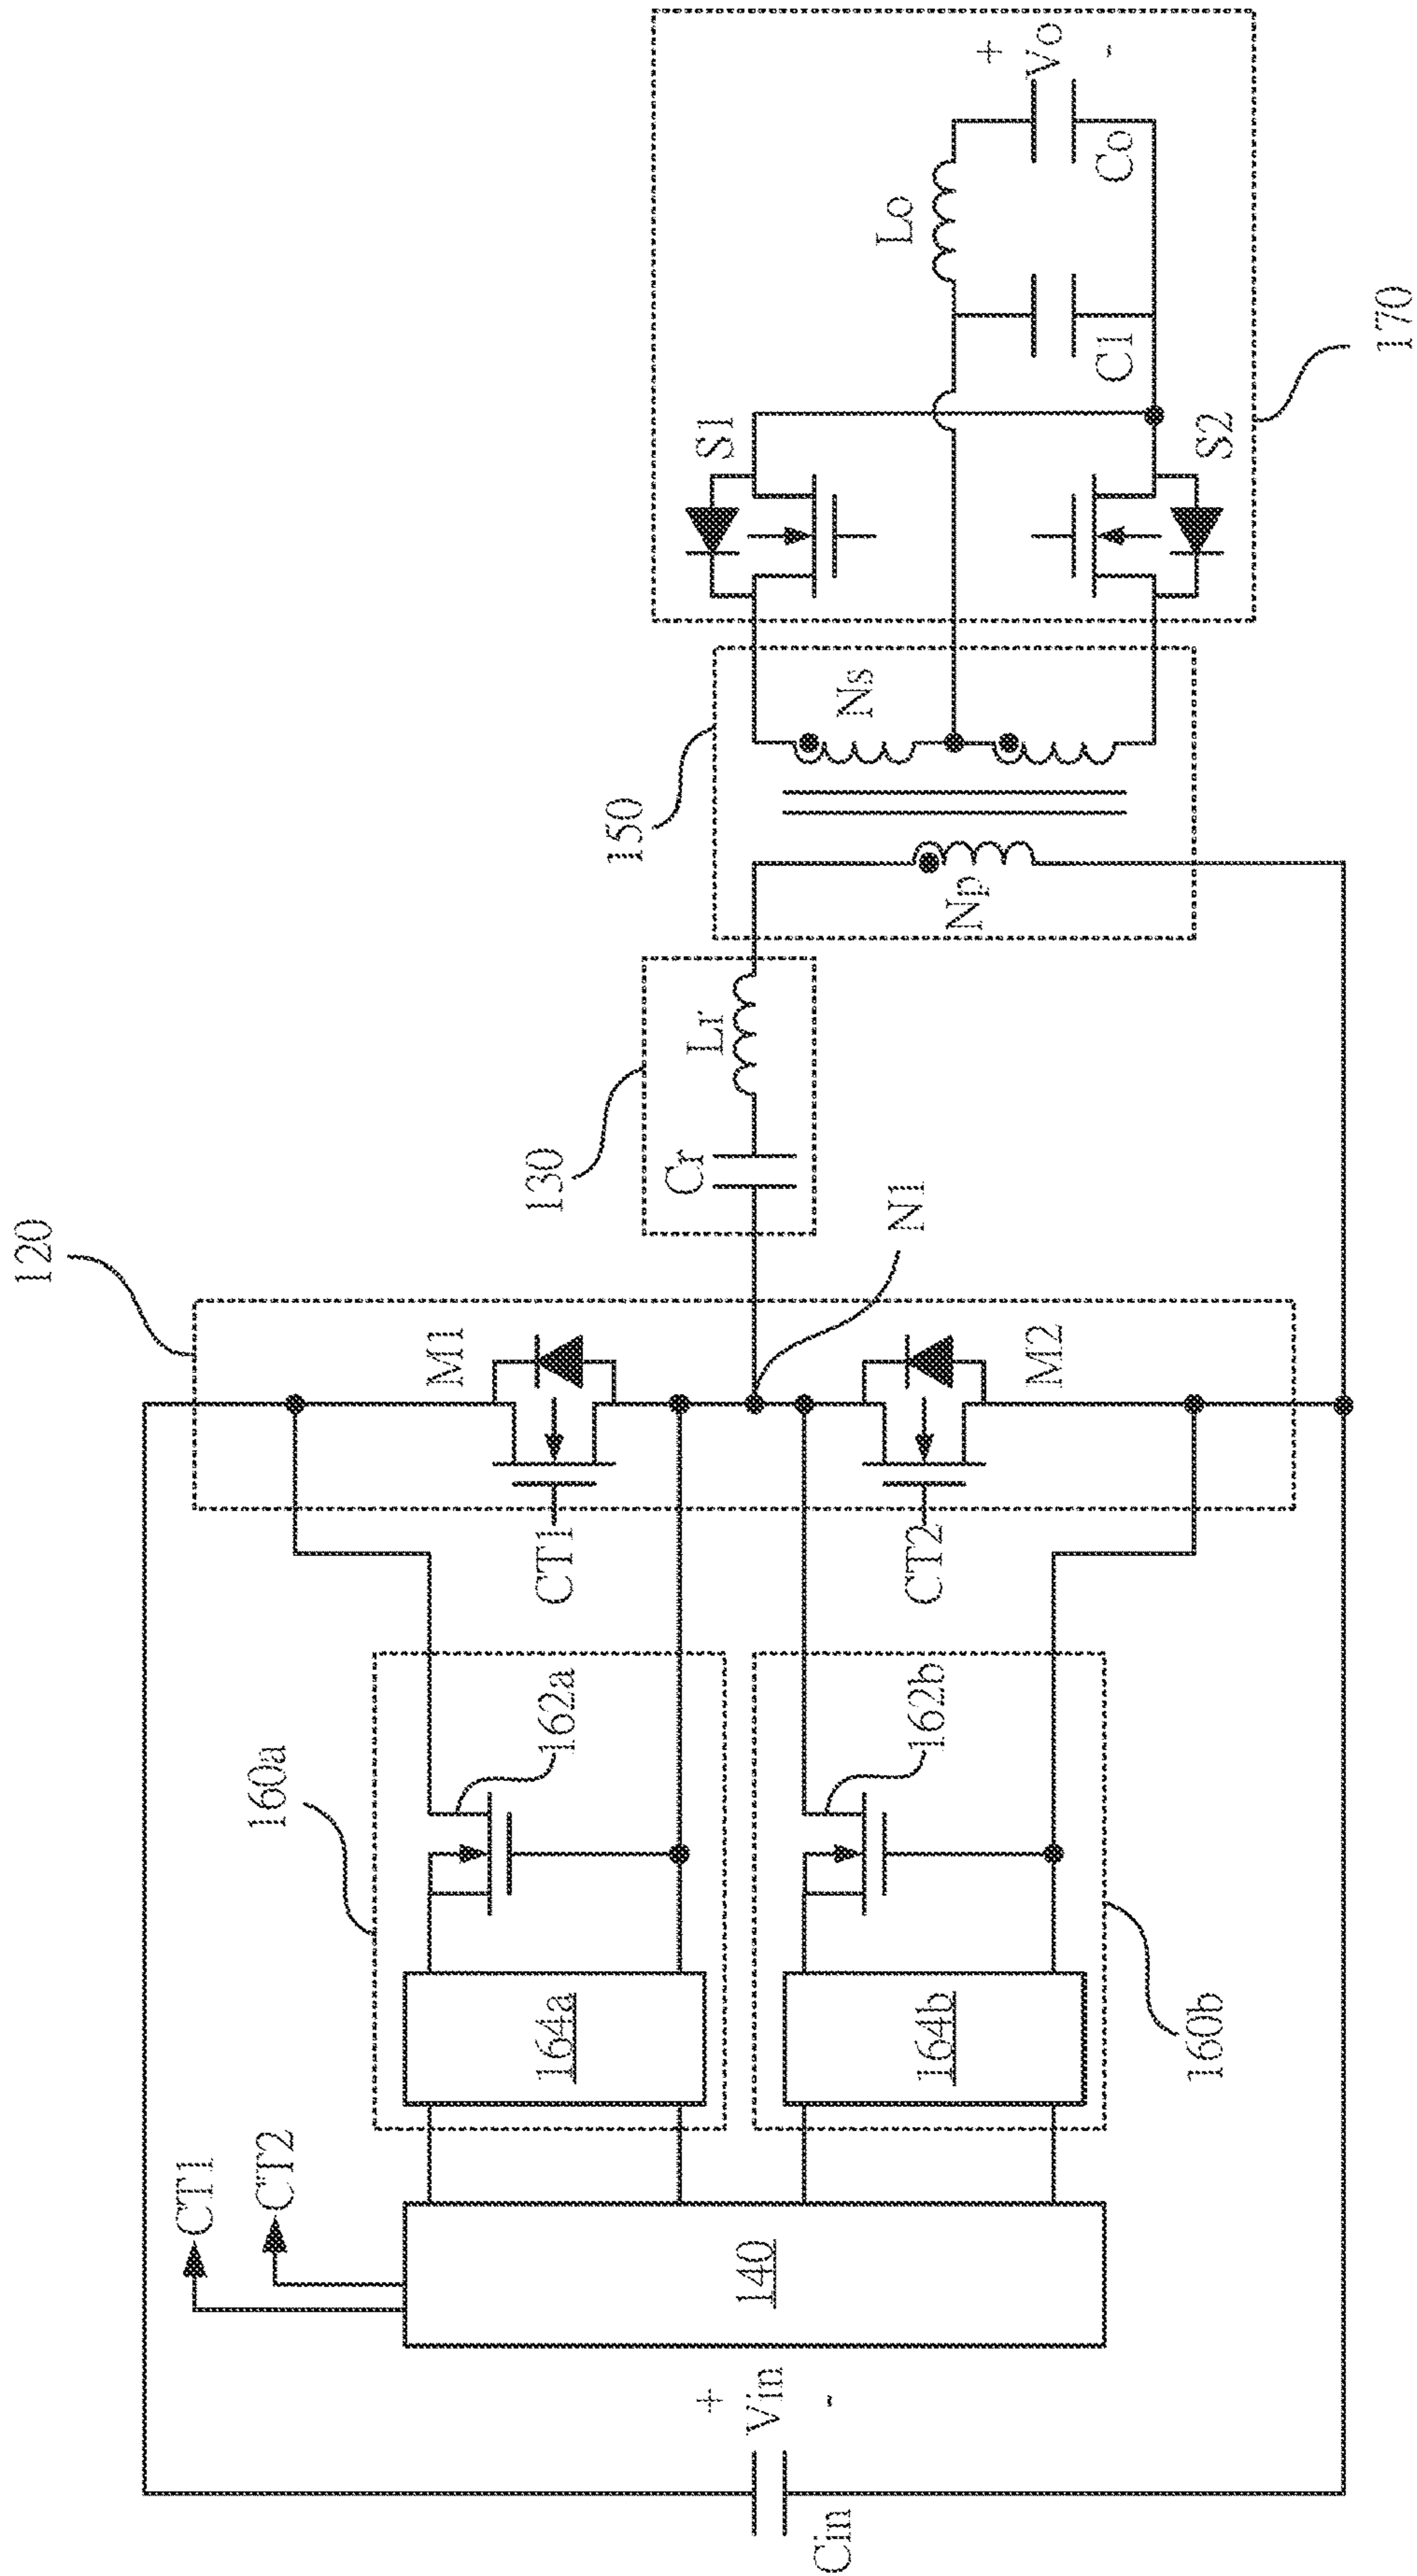 120
CT1
CT2
160a
162a
164a
140
+
Vin
-
Cin
M1
CT1
130
Cr
Lr
N1
150
Ns
Np
S1
Lo
+
Vo
-
C1
Co
S2
170
M2
CT2
162b
164b
160b